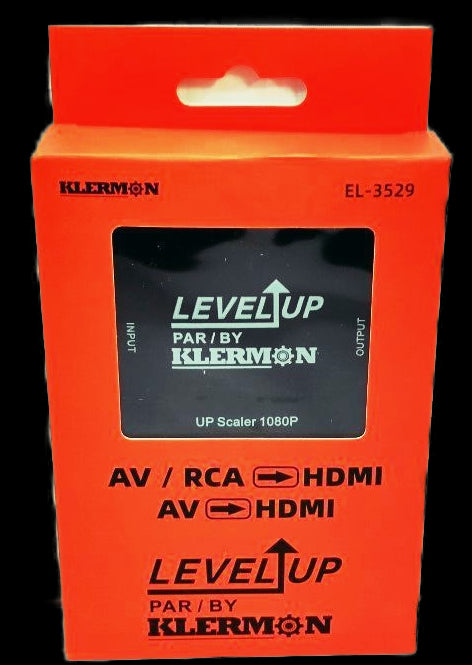 KLERMON EL-3529
LEVEL UP
PAR / BY
KLERMON
INPUT
OUTPUT
UP Scaler 1080P
AV / RCA → HDMI
AV → HDMI
LEVEL UP
PAR / BY
KLERMON